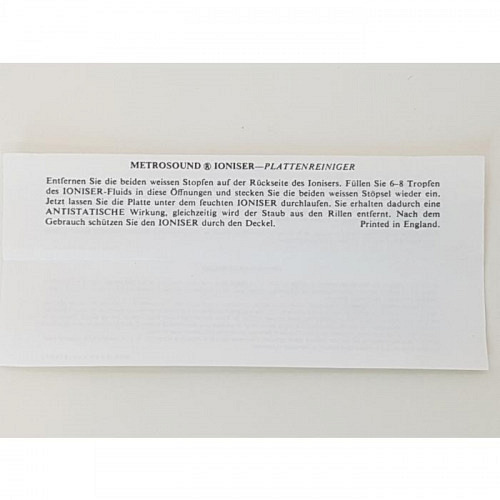 METROSOUND ® IONISER—PLATTENREINIGER
Entfernen Sie die beiden weissen Stopfen auf der Rückseite des Ionisers. Füllen Sie 6–8 Tropfen
des IONISER-Fluids in diese Öffnungen und stecken Sie die beiden weissen Stöpsel wieder ein.
Jetzt lassen Sie die Platte unter dem feuchten IONISER durchlaufen. Sie erhalten dadurch eine
ANTISTATISCHE Wirkung, gleichzeitig wird der Staub aus den Rillen entfernt. Nach dem
Gebrauch schützen Sie den IONISER durch den Deckel. Printed in England.